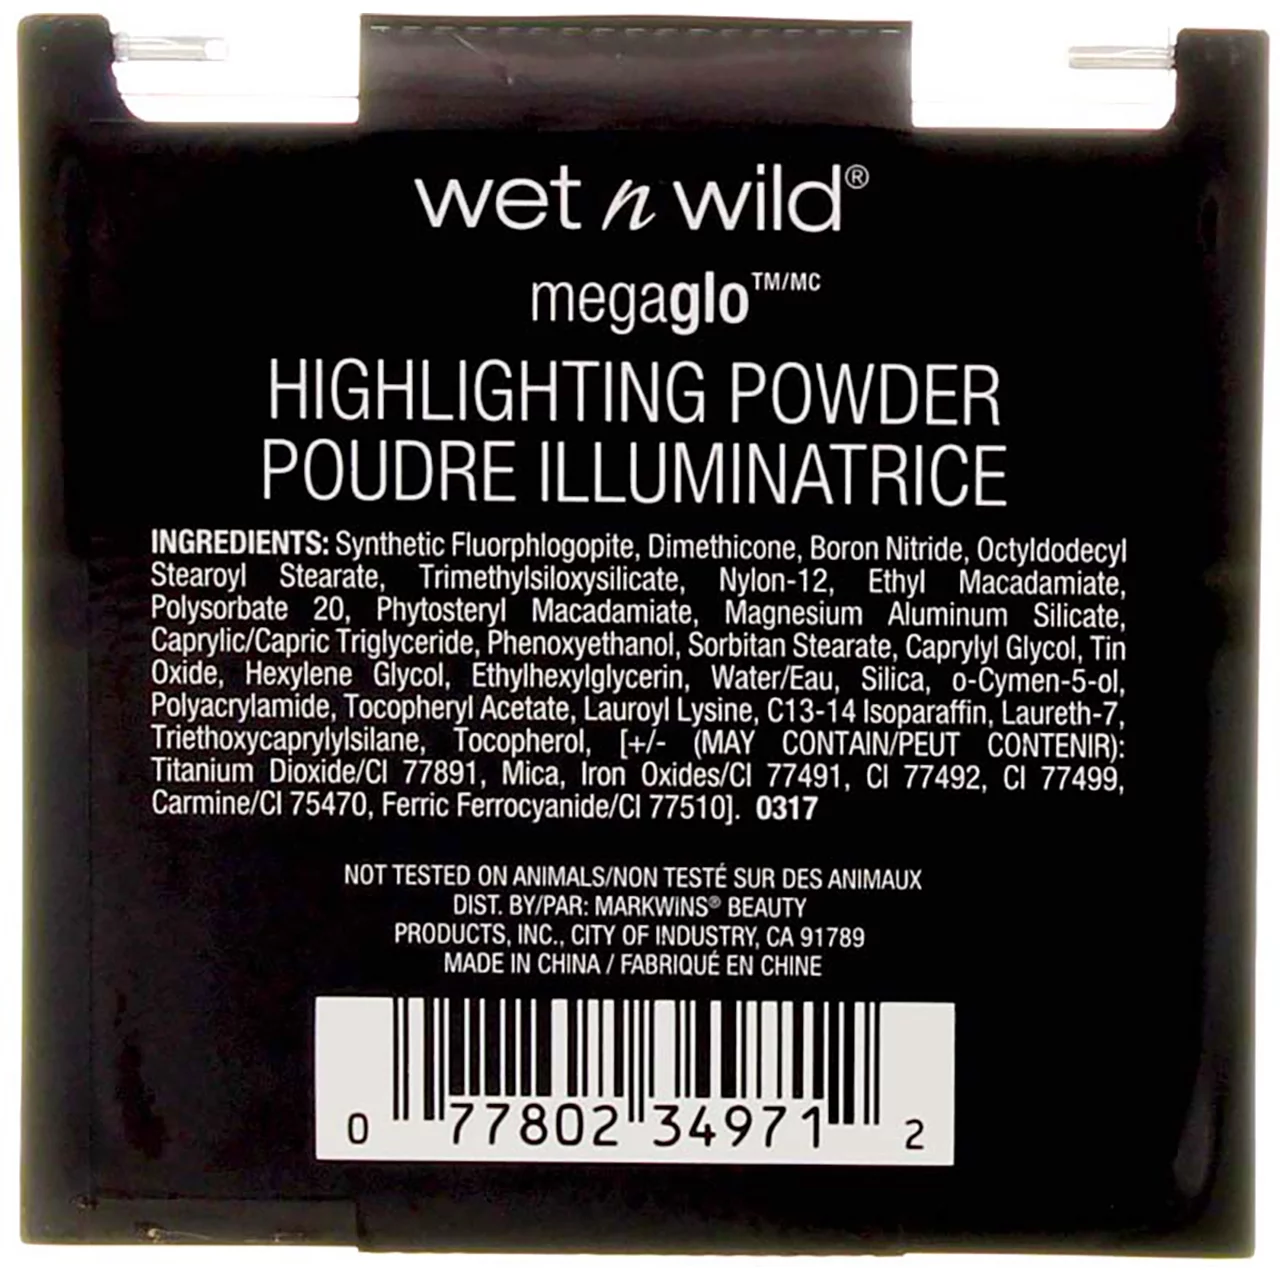 wet n wild®
megaglo™/MC
HIGHLIGHTING POWDER
POUDRE ILLUMINATRICE
INGREDIENTS: Synthetic Fluorphlogopite, Dimethicone, Boron Nitride, Octyldodecyl
Stearoyl Stearate, Trimethylsiloxysilicate, Nylon-12, Ethyl Macadamiate,
Polysorbate 20, Phytosteryl Macadamiate, Magnesium Aluminum Silicate,
Caprylic/Capric Triglyceride, Phenoxyethanol, Sorbitan Stearate, Caprylyl Glycol, Tin
Oxide, Hexylene Glycol, Ethylhexylglycerin, Water/Eau, Silica, o-Cymen-5-ol,
Polyacrylamide, Tocopheryl Acetate, Lauroyl Lysine, C13-14 Isoparaffin, Laureth-7,
Triethoxycaprylylsilane, Tocopherol, [+/- (MAY CONTAIN/PEUT CONTENIR):
Titanium Dioxide/CI 77891, Mica, Iron Oxides/CI 77491, CI 77492, CI 77499,
Carmine/CI 75470, Ferric Ferrocyanide/CI 77510]. 0317
NOT TESTED ON ANIMALS/NON TESTÉ SUR DES ANIMAUX
DIST. BY/PAR: MARKWINS® BEAUTY
PRODUCTS, INC., CITY OF INDUSTRY, CA 91789
MADE IN CHINA / FABRIQUÉ EN CHINE
0 77802 34971 2